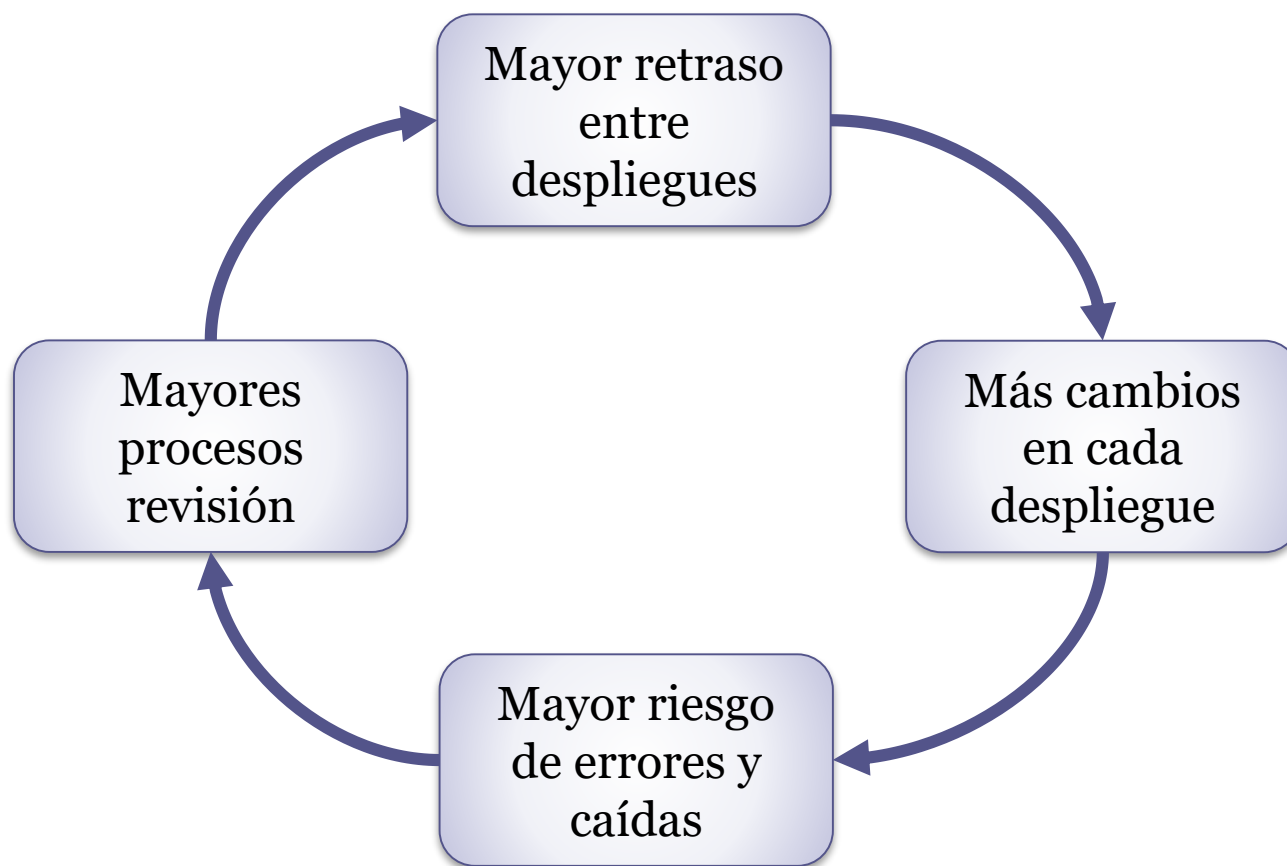 Mayor retraso
entre
despliegues
Más cambios
en cada
despliegue
Mayor riesgo
de errores y
caídas
Mayores
procesos
revisión